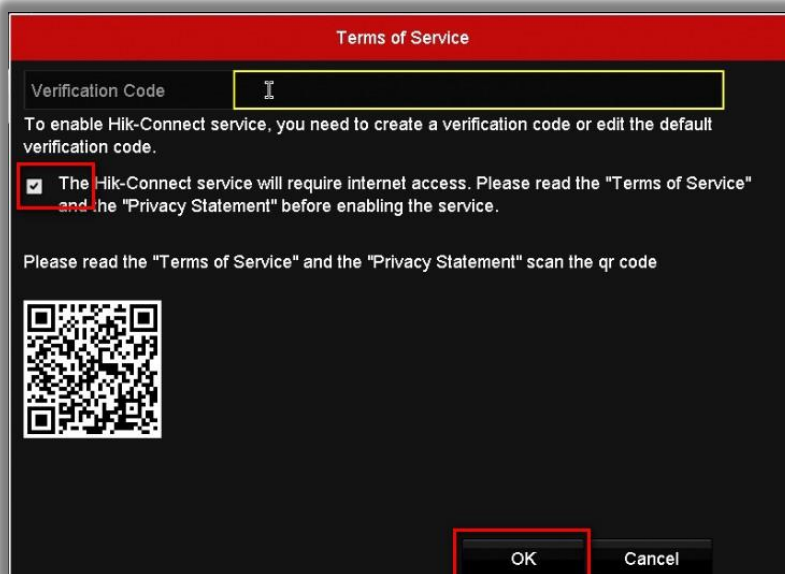 Terms of Service
Verification Code
To enable Hik-Connect service, you need to create a verification code or edit the default
verification code.
The Hik-Connect service will require internet access. Please read the "Terms of Service"
and the "Privacy Statement" before enabling the service.
Please read the "Terms of Service" and the "Privacy Statement" scan the qr code
OK Cancel